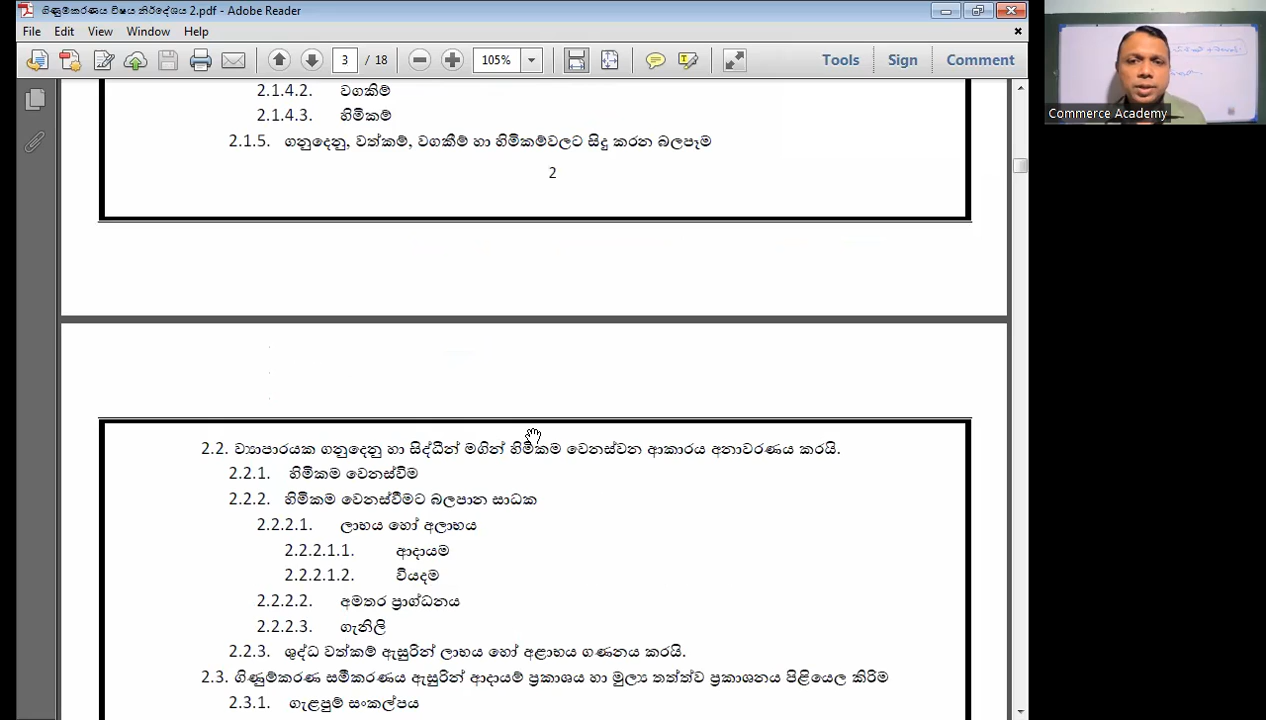 ගිණුම්කරණය විෂය නිර්දේශය 2.pdf - Adobe Reader
File Edit View Window Help
3 / 18 105% Tools Sign Comment
2.1.4.2. වගකිම්
2.1.4.3. හිමිකම්
2.1.5. ගනුදෙනු, වත්කම්, වගකීම් හා හිමිකම්වලට සිදු කරන බලපෑම
2
Commerce Academy
2.2. ව්‍යාපාරයක ගනුදෙනු හා සිද්ධීන් මගින් හිමිකම වෙනස්වන ආකාරය අනාවරණය කරයි.
2.2.1. හිමිකම වෙනස්වීම
2.2.2. හිමිකම වෙනස්වීමට බලපාන සාධක
2.2.2.1. ලාභය හෝ අලාභය
2.2.2.1.1. ආදායම
2.2.2.1.2. වියදම
2.2.2.2. අමතර ප්‍රාග්ධනය
2.2.2.3. ගැනිලි
2.2.3. ශුද්ධ වත්කම් ඇසුරින් ලාභය හෝ අළාභය ගණනය කරයි.
2.3. ගිණුම්කරණ සමීකරණය ඇසුරින් ආදායම් ප්‍රකාශය හා මුල්‍ය තත්ත්ව ප්‍රකාශනය පිළියෙල කිරිම
2.3.1. ගැළපුම් සංකල්පය